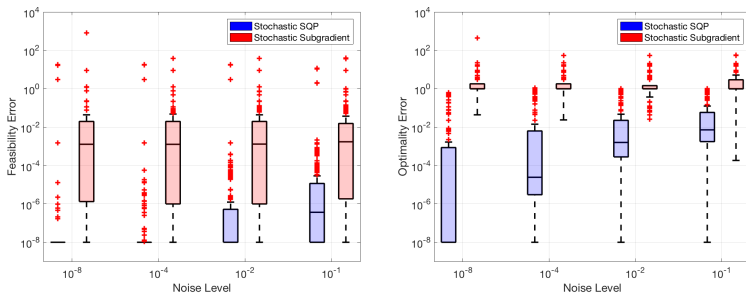 Stochastic SQP
Stochastic Subgradient
Feasibility Error
10^4
10^2
10^0
10^-2
10^-4
10^-6
10^-8
10^-8
10^-4
10^-2
10^-1
Noise Level
Stochastic SQP
Stochastic Subgradient
Optimality Error
10^4
10^2
10^0
10^-2
10^-4
10^-6
10^-8
10^-8
10^-4
10^-2
10^-1
Noise Level